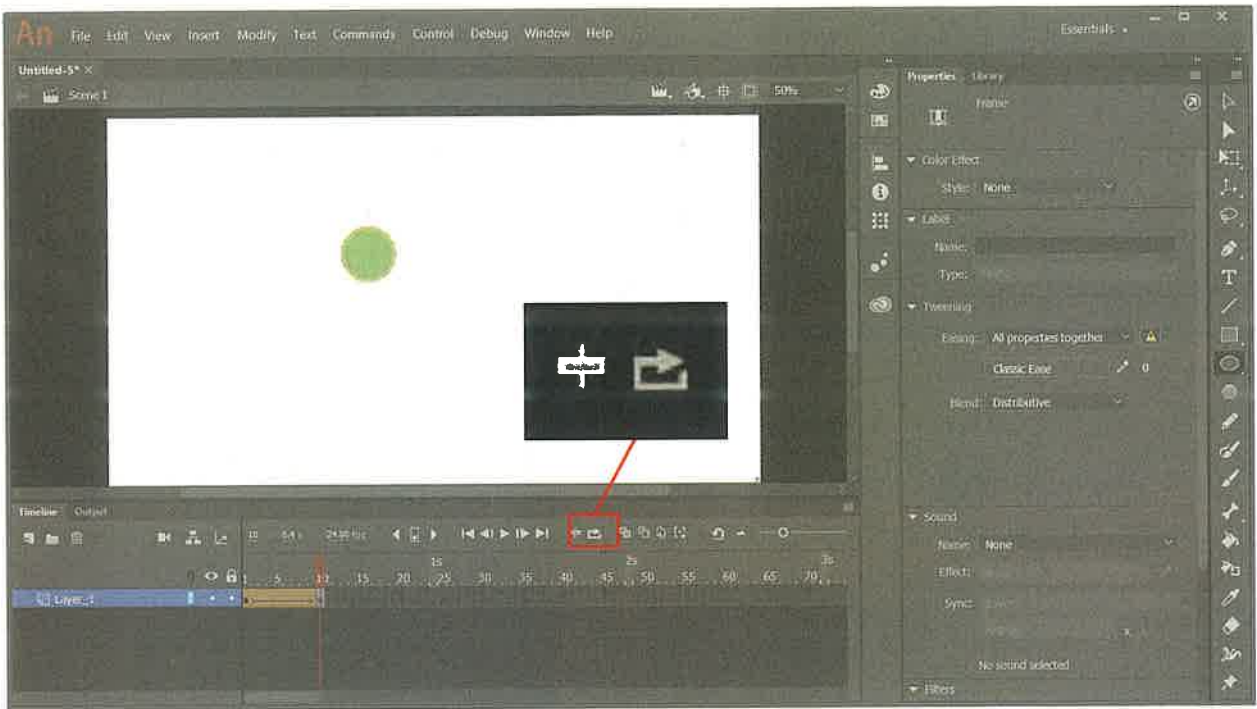 An File Edit View Insert Modify Text Commands Control Debug Window Help
Essentials
Untitled-5* ×
Scene 1
50%
Properties Library
Frame
Color Effect
Style: None
Label
Name:
Type:
Tweening
Easing: All properties together
Classic Ease 0
Blend: Distributive
Timeline Output
10
1s 2s 3s
1 5 10 15 20 25 30 35 40 45 50 55 60 65 70
Layer_1
Sound
Name: None
Effect:
Sync:
x
No sound selected
Filters
T